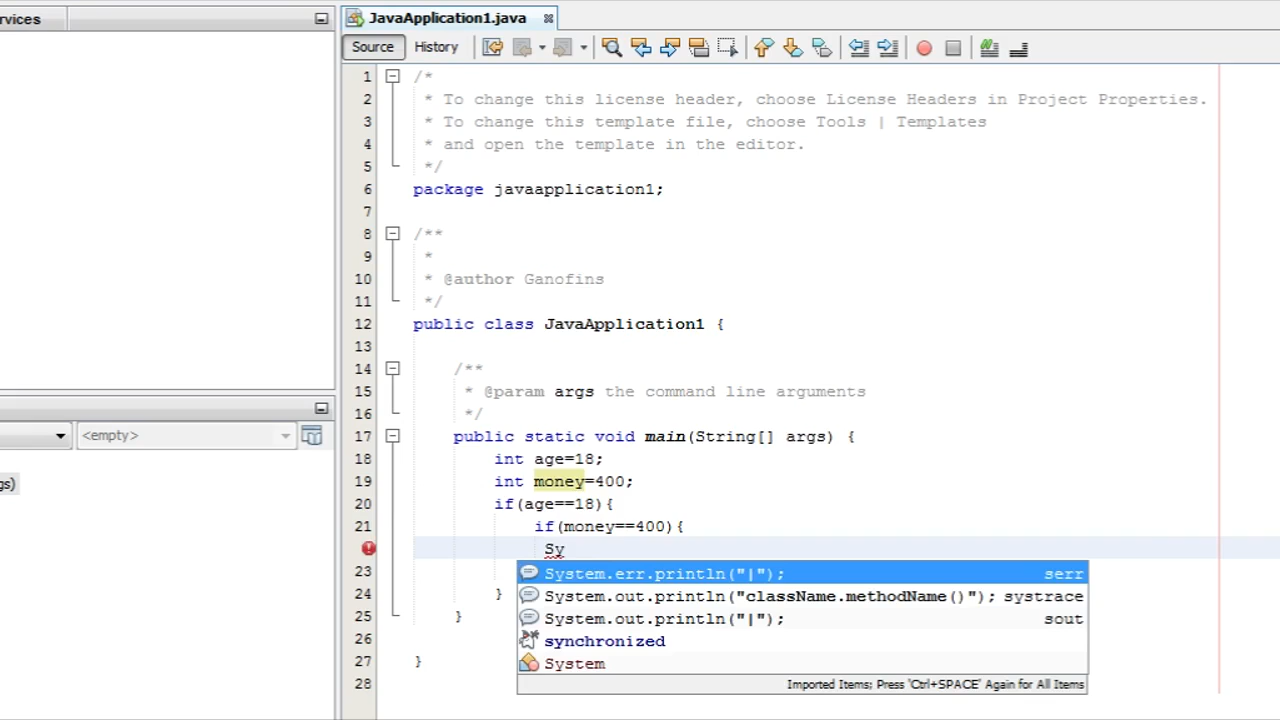 rvices
JavaApplication1.java
Source History
1 /*
2 * To change this license header, choose License Headers in Project Properties.
3 * To change this template file, choose Tools | Templates
4 * and open the template in the editor.
5 */
6 package javaapplication1;
7
8 /**
9 *
10 * @author Ganofins
11 */
12 public class JavaApplication1 {
13
14 /**
15 * @param args the command line arguments
16 */
17 public static void main(String[] args) {
<empty>
18 int age=18;
19 int money=400;
gs)
20 if(age==18){
21 if(money==400){
Sy
23 System.err.println("|"); serr
24 } System.out.println("className.methodName()"); systrace
25 } System.out.println("|"); sout
26 synchronized
27 } System
28 Imported Items; Press 'Ctrl+SPACE' Again for All Items